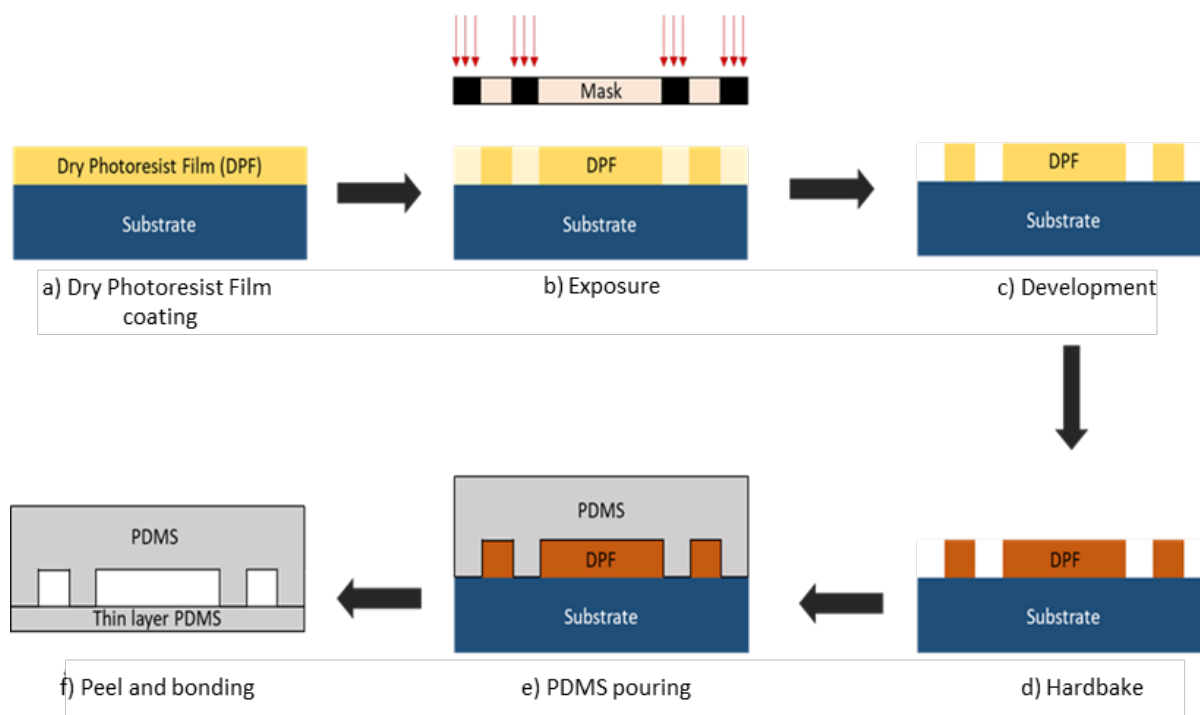 Mask
Dry Photoresist Film (DPF)
Substrate
DPF
Substrate
DPF
Substrate
a) Dry Photoresist Film
coating
b) Exposure
c) Development
PDMS
Thin layer PDMS
PDMS
DPF
Substrate
DPF
Substrate
f) Peel and bonding
e) PDMS pouring
d) Hardbake